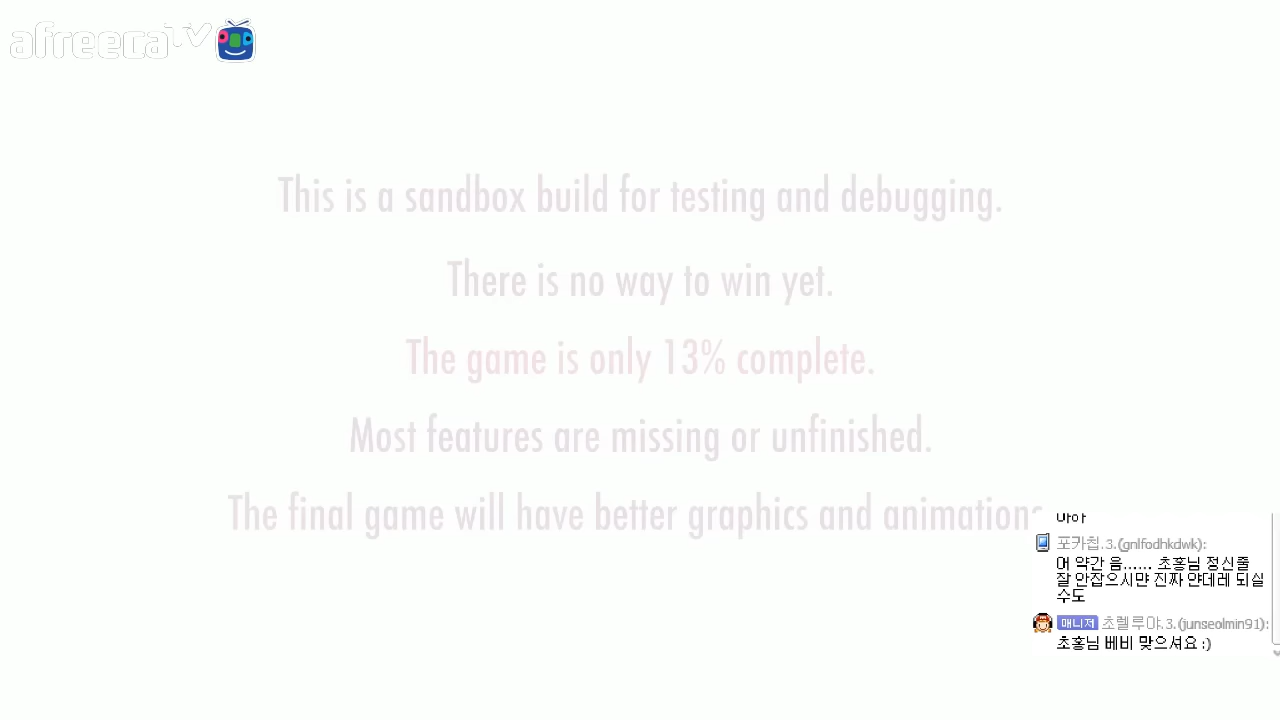 afreecaTV
This is a sandbox build for testing and debugging.
There is no way to win yet.
The game is only 13% complete.
Most features are missing or unfinished.
The final game will have better graphics and animations
포카칩.3.(gnlfodhkdwk):
어 약간 음...... 초홍님 정신줄
잘 안잡으시먄 진짜 얀데레 되실
수도
매니저 초렐루야.3.(junseolmin91):
초홍님 베비 맞으셔요 :)